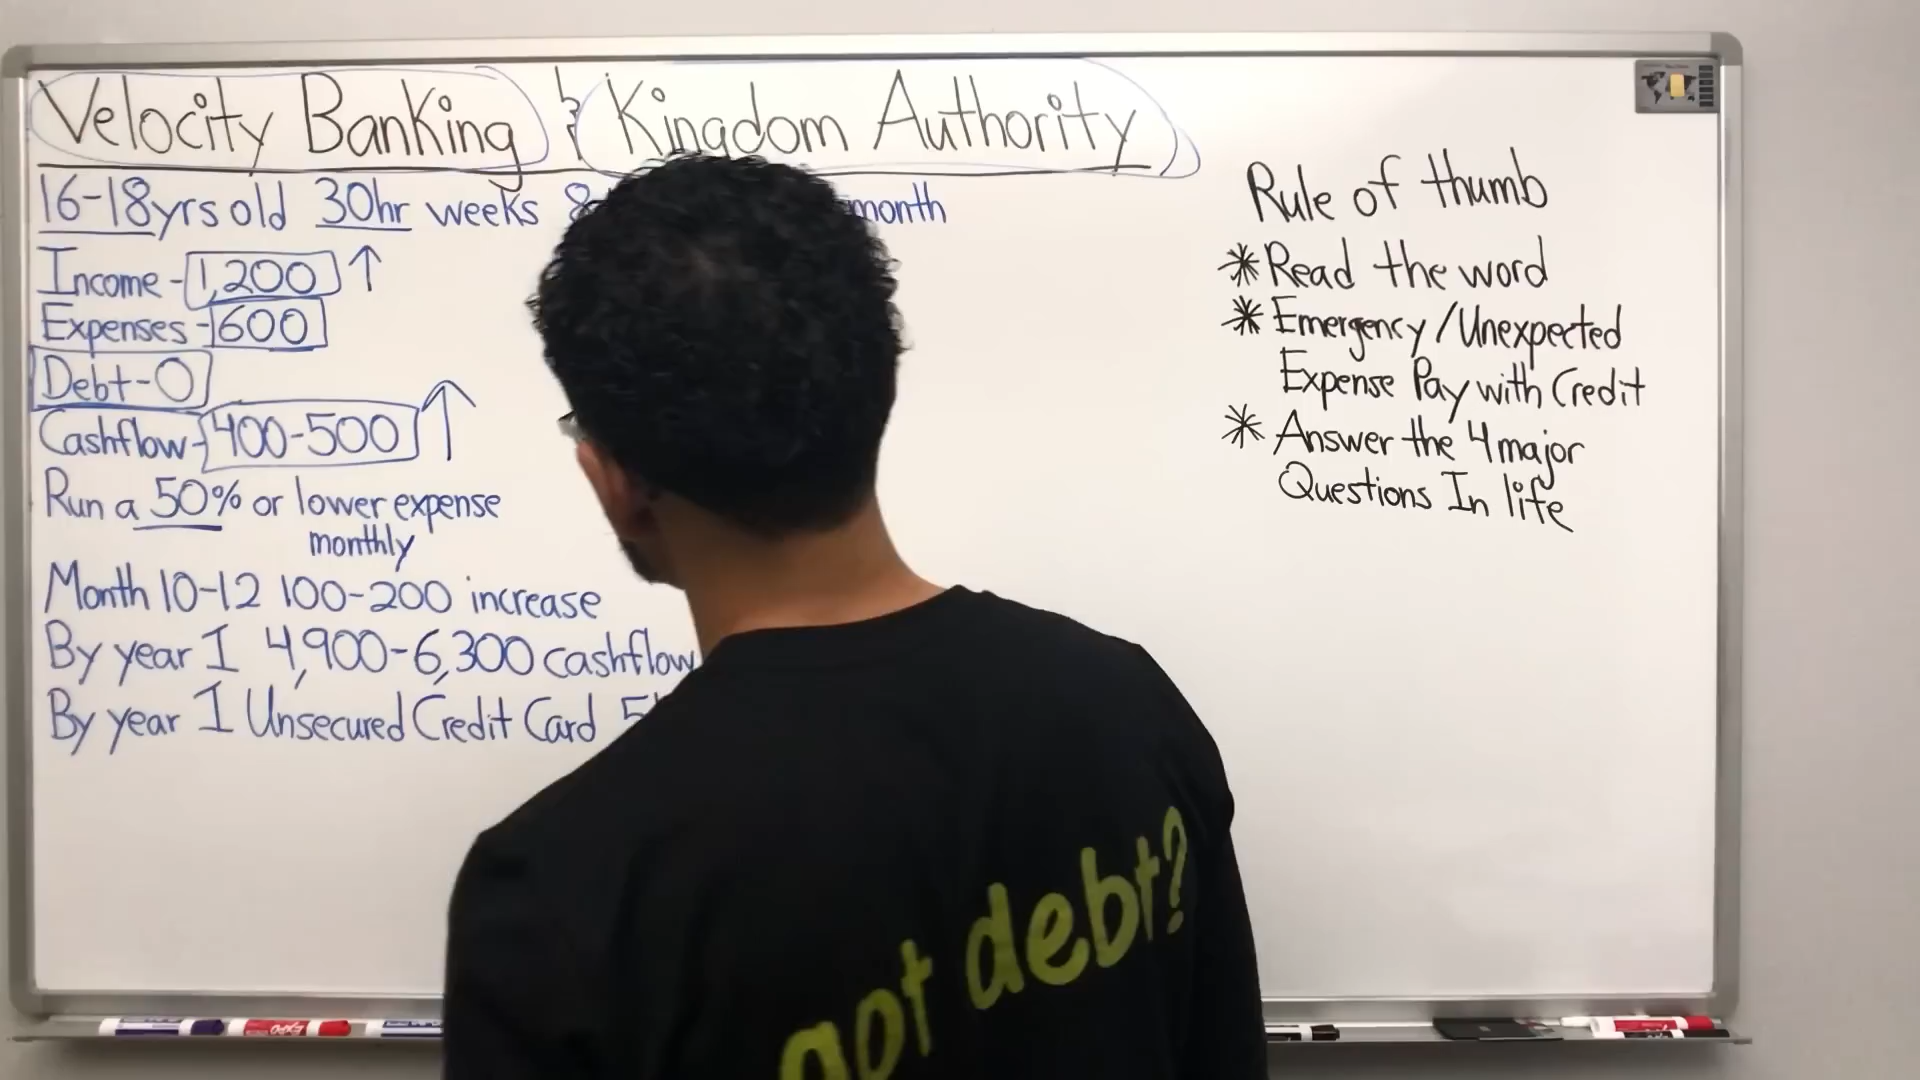 Velocity Banking & Kingdom Authority
16-18yrs old 30hr weeks 8 month
Income - 1,200 ↑
Expenses - 600
Debt - 0
Cashflow - 400-500 ↑
Run a 50% or lower expense
monthly
Month 10-12 100-200 increase
By year 1 4,900-6,300 cashflow
By year 1 Unsecured Credit Card
Rule of thumb
* Read the word
* Emergency/Unexpected
Expense Pay with Credit
* Answer the 4 major
Questions In life
EXPO
got debt?